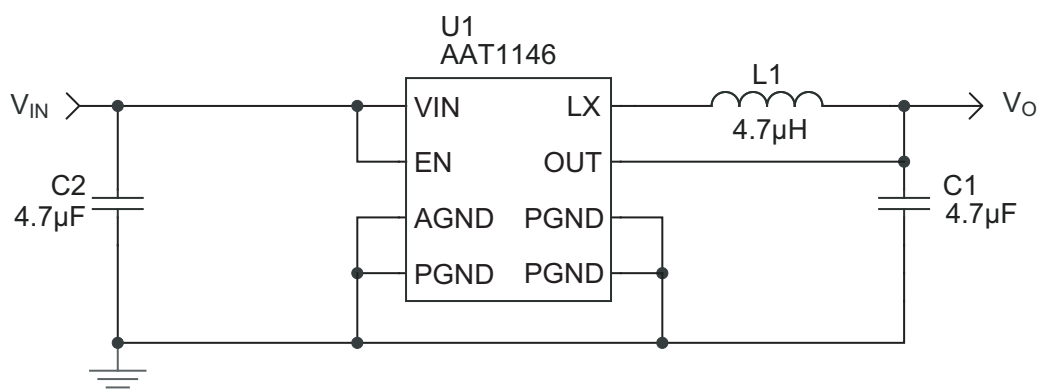 U1
AAT1146
V_IN
VIN
LX
L1
4.7µH
V_O
EN
OUT
C2
4.7µF
AGND
PGND
C1
4.7µF
PGND
PGND